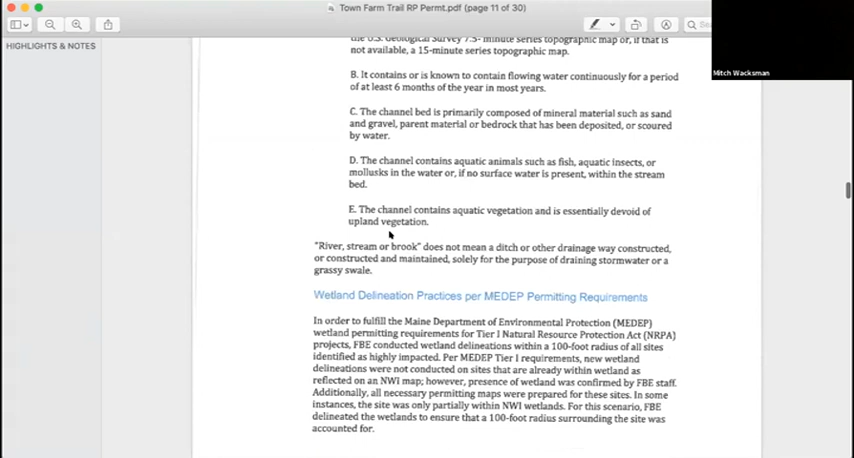 Town Farm Trail RP Permt.pdf (page 11 of 30)
HIGHLIGHTS & NOTES
Mitch Wacksman
the U.S. Geological Survey 7.5- minute series topographic map or, if that is
not available, a 15-minute series topographic map.
B. It contains or is known to contain flowing water continuously for a period
of at least 6 months of the year in most years.
C. The channel bed is primarily composed of mineral material such as sand
and gravel, parent material or bedrock that has been deposited, or scoured
by water.
D. The channel contains aquatic animals such as fish, aquatic insects, or
mollusks in the water or, if no surface water is present, within the stream
bed.
E. The channel contains aquatic vegetation and is essentially devoid of
upland vegetation.
"River, stream or brook" does not mean a ditch or other drainage way constructed,
or constructed and maintained, solely for the purpose of draining stormwater or a
grassy swale.
Wetland Delineation Practices per MEDEP Permitting Requirements
In order to fulfill the Maine Department of Environmental Protection (MEDEP)
wetland permitting requirements for Tier I Natural Resource Protection Act (NRPA)
projects, FBE conducted wetland delineations within a 100-foot radius of all sites
identified as highly impacted. Per MEDEP Tier I requirements, new wetland
delineations were not conducted on sites that are already within wetland as
reflected on an NWI map; however, presence of wetland was confirmed by FBE staff.
Additionally, all necessary permitting maps were prepared for these sites. In some
instances, the site was only partially within NWI wetlands. For this scenario, FBE
delineated the wetlands to ensure that a 100-foot radius surrounding the site was
accounted for.